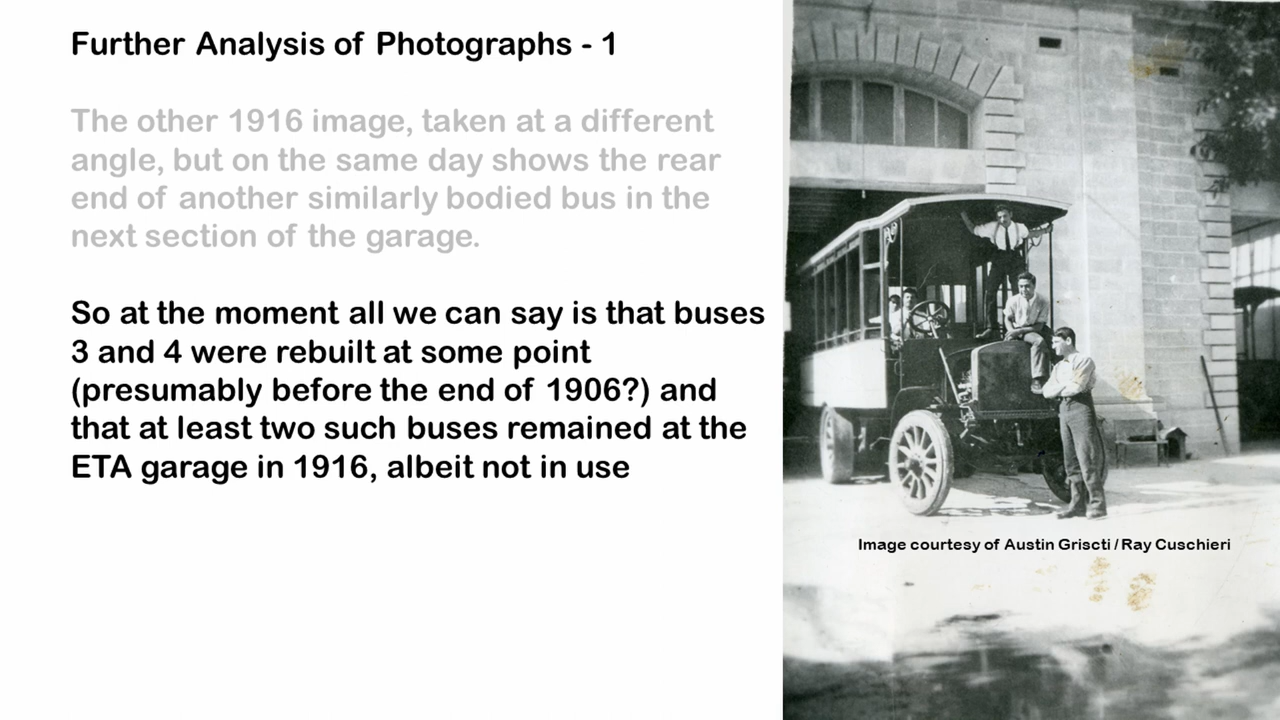 Further Analysis of Photographs - 1
The other 1916 image, taken at a different
angle, but on the same day shows the rear
end of another similarly bodied bus in the
next section of the garage.
So at the moment all we can say is that buses
3 and 4 were rebuilt at some point
(presumably before the end of 1906?) and
that at least two such buses remained at the
ETA garage in 1916, albeit not in use
Image courtesy of Austin Griscti / Ray Cuschieri